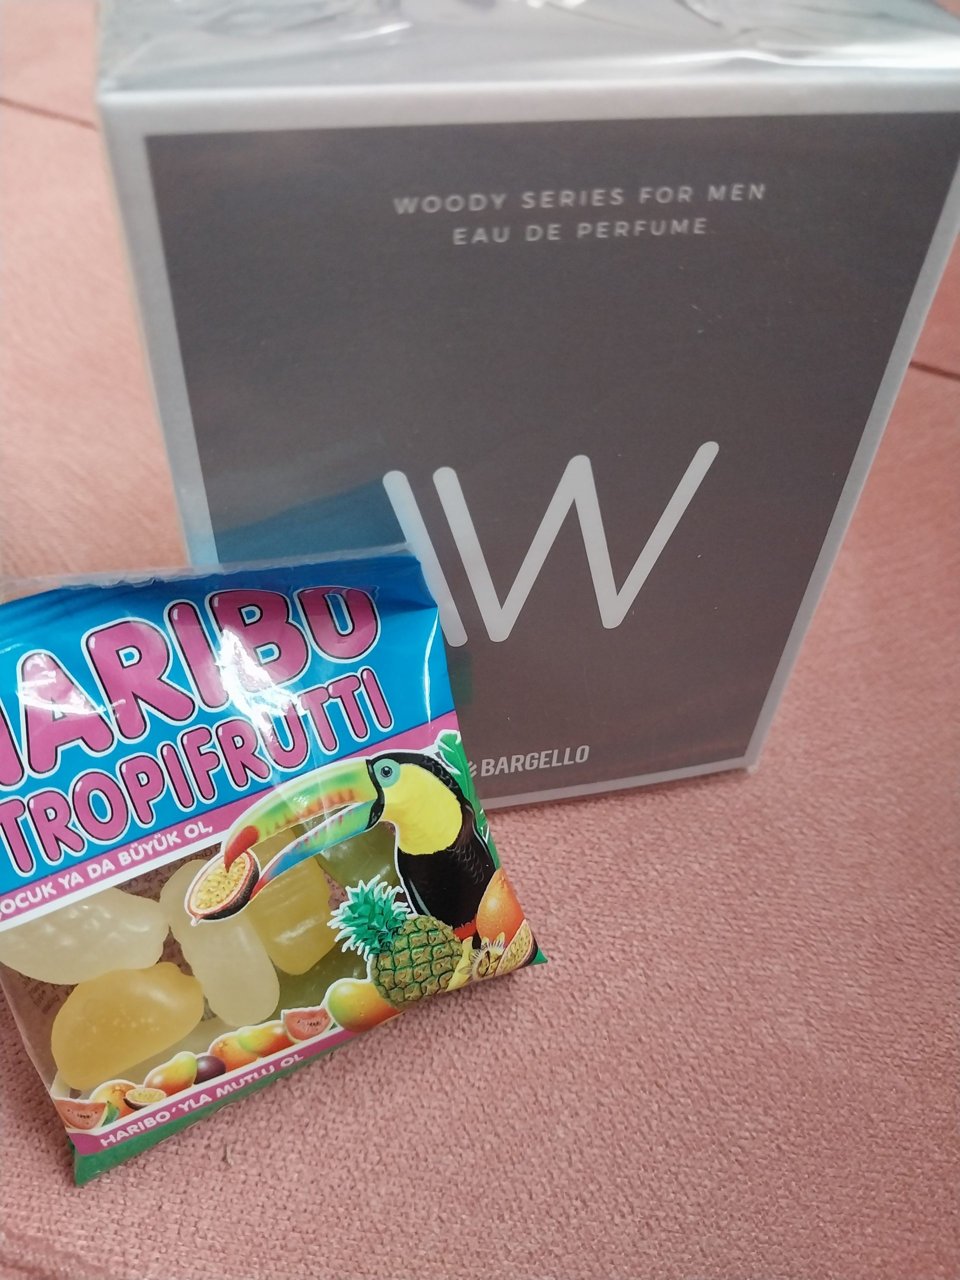 WOODY SERIES FOR MEN
EAU DE PERFUME
W
BARGELLO
HARIBO
TROPIFRUTTI
ÇOCUK YA DA BÜYÜK OL,
HARIBO'YLA MUTLU OL